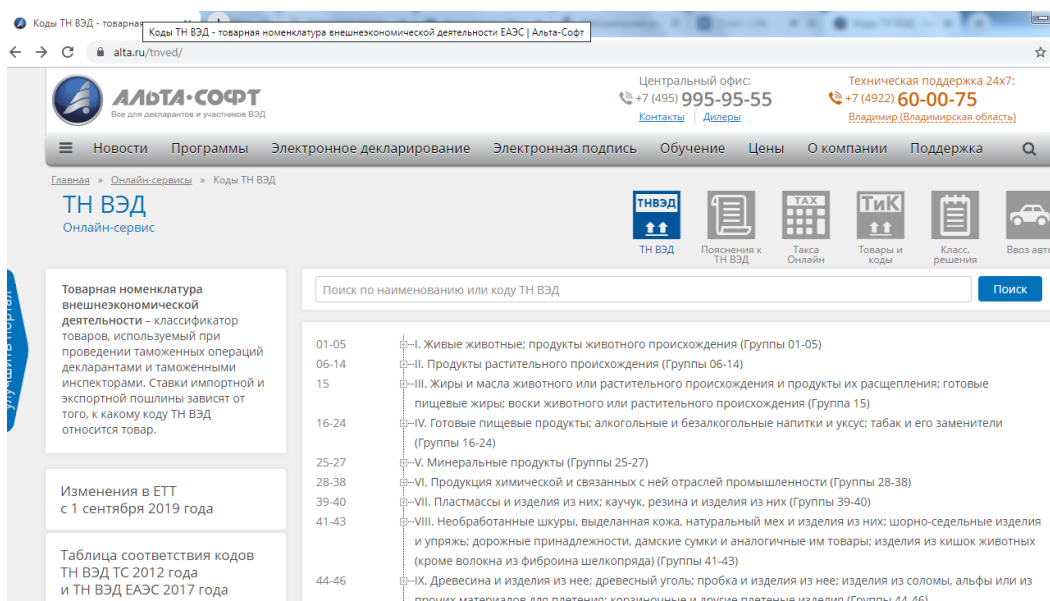 Коды ТН ВЭД - товарная
Коды ТН ВЭД - товарная номенклатура внешнеэкономической деятельности ЕАЭС | Альта-Софт
alta.ru/tnved/
АЛЬТА·СОФТ
Все для декларантов и участников ВЭД
Центральный офис:
+7 (495) 995-95-55
Контакты | Дилеры
Техническая поддержка 24x7:
+7 (4922) 60-00-75
Владимир (Владимирская область)
Новости Программы Электронное декларирование Электронная подпись Обучение Цены О компании Поддержка
Главная » Онлайн-сервисы » Коды ТН ВЭД
ТН ВЭД
Онлайн-сервис
ТНВЭД
TAX
ТиК
ТН ВЭД
Пояснения к
ТН ВЭД
Такса
Онлайн
Товары и
коды
Класс.
решения
Ввоз авто
улучшить портал
Товарная номенклатура
внешнеэкономической
деятельности – классификатор
товаров, используемый при
проведении таможенных операций
декларантами и таможенными
инспекторами. Ставки импортной и
экспортной пошлины зависят от
того, к какому коду ТН ВЭД
относится товар.
Изменения в ЕТТ
с 1 сентября 2019 года
Таблица соответствия кодов
ТН ВЭД ТС 2012 года
и ТН ВЭД ЕАЭС 2017 года
Поиск по наименованию или коду ТН ВЭД
Поиск
01-05 I. Живые животные; продукты животного происхождения (Группы 01-05)
06-14 II. Продукты растительного происхождения (Группы 06-14)
15 III. Жиры и масла животного или растительного происхождения и продукты их расщепления; готовые
пищевые жиры; воски животного или растительного происхождения (Группа 15)
16-24 IV. Готовые пищевые продукты; алкогольные и безалкогольные напитки и уксус; табак и его заменители
(Группы 16-24)
25-27 V. Минеральные продукты (Группы 25-27)
28-38 VI. Продукция химической и связанных с ней отраслей промышленности (Группы 28-38)
39-40 VII. Пластмассы и изделия из них; каучук, резина и изделия из них (Группы 39-40)
41-43 VIII. Необработанные шкуры, выделанная кожа, натуральный мех и изделия из них; шорно-седельные изделия
и упряжь; дорожные принадлежности, дамские сумки и аналогичные им товары; изделия из кишок животных
(кроме волокна из фиброина шелкопряда) (Группы 41-43)
44-46 IX. Древесина и изделия из нее; древесный уголь; пробка и изделия из нее; изделия из соломы, альфы или из
прочих материалов для плетения; корзиночные и другие плетеные изделия (Группы 44-46)